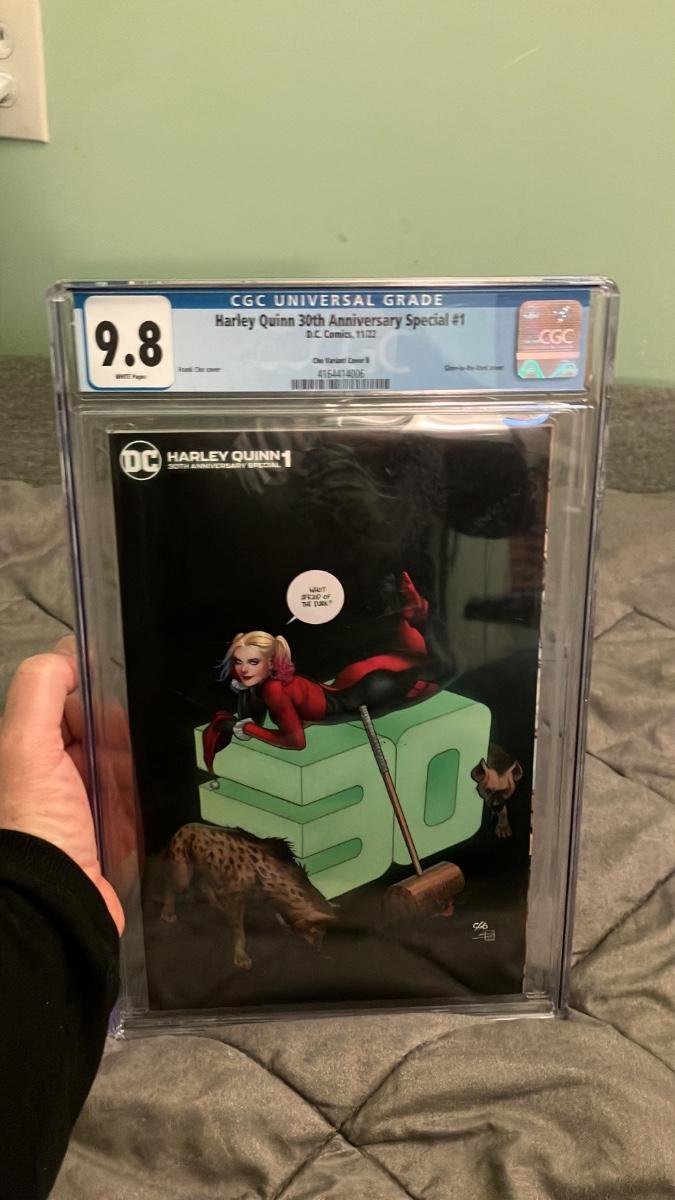 CGC UNIVERSAL GRADE
9.8
WHITE Pages
Harley Quinn 30th Anniversary Special #1
D.C. Comics, 11/22
Cho Variant Cover B
Frank Cho cover
Glow-in-the-Dark cover
4164414006
CGC
DC
HARLEY QUINN 1
30TH ANNIVERSARY SPECIAL
WHO'S
AFRAID OF
THE DARK?
30
CHO